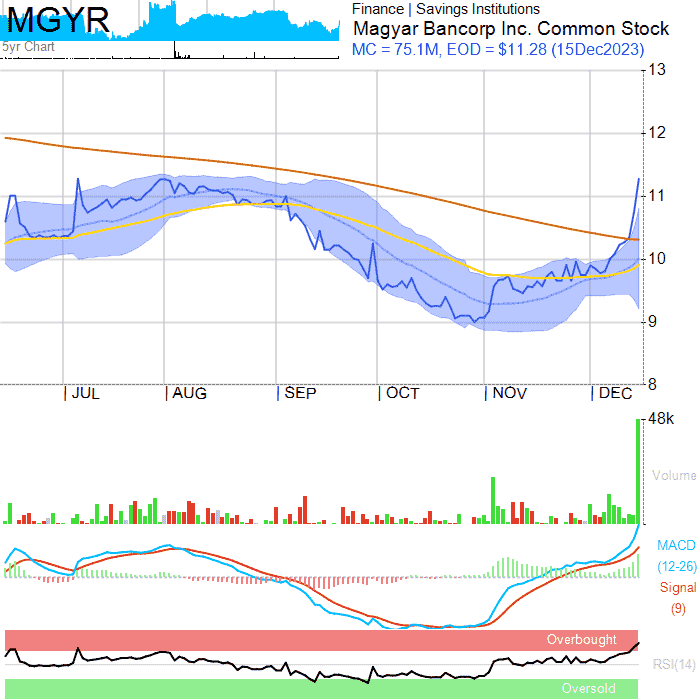 MGYR
5yr Chart
Finance | Savings Institutions
Magyar Bancorp Inc. Common Stock
MC = 75.1M, EOD = $11.28 (15Dec2023)
13
12
11
10
9
8
JUL AUG SEP OCT NOV DEC
48k
Volume
MACD
(12-26)
Signal
(9)
Overbought
RSI(14)
Oversold